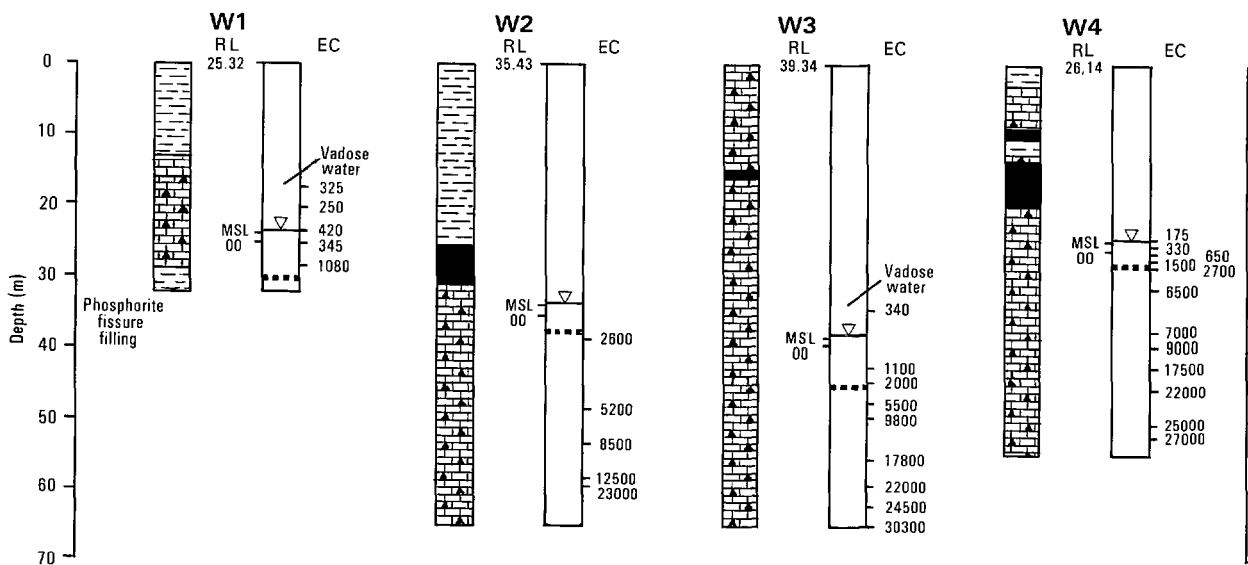 W1
RL
25.32
EC
Vadose
water
325
250
420
345
1080
MSL
00
Phosphorite
fissure
filling
W2
RL
35.43
EC
MSL
00
2600
5200
8500
12500
23000
W3
RL
39.34
EC
Vadose
water
340
MSL
00
1100
2000
5500
9800
17800
22000
24500
30300
W4
RL
26,14
EC
175
330
650
1500
2700
6500
7000
9000
17500
22000
25000
27000
MSL
00
Depth (m)
0
10
20
30
40
50
60
70